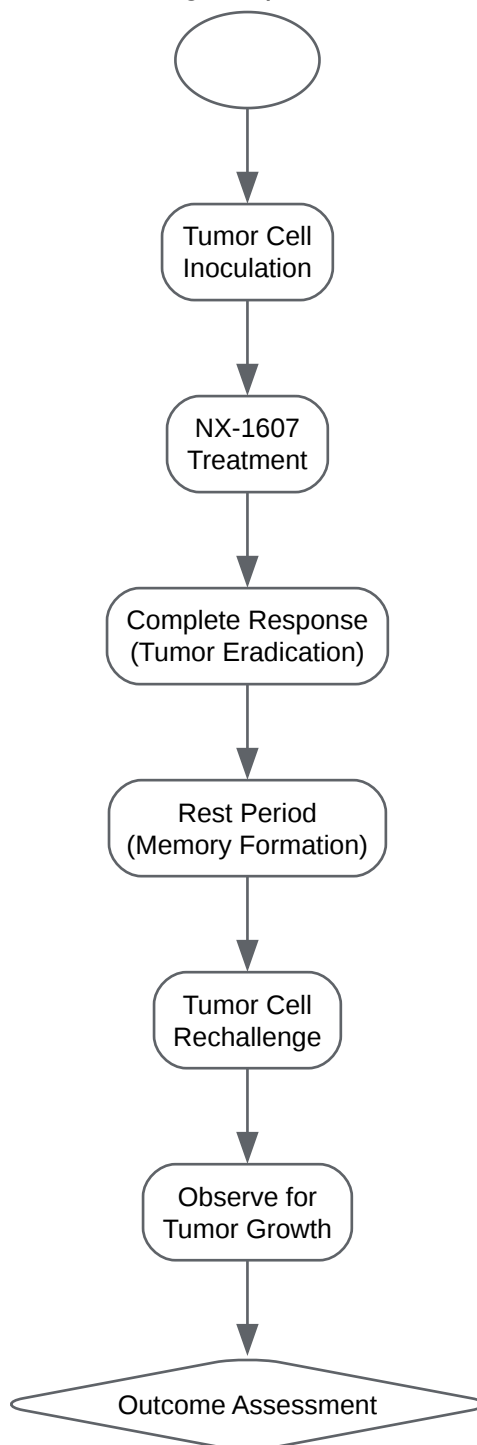 Tumor Cell
Inoculation
NX-1607
Treatment
Complete Response
(Tumor Eradication)
Rest Period
(Memory Formation)
Tumor Cell
Rechallenge
Observe for
Tumor Growth
Outcome Assessment